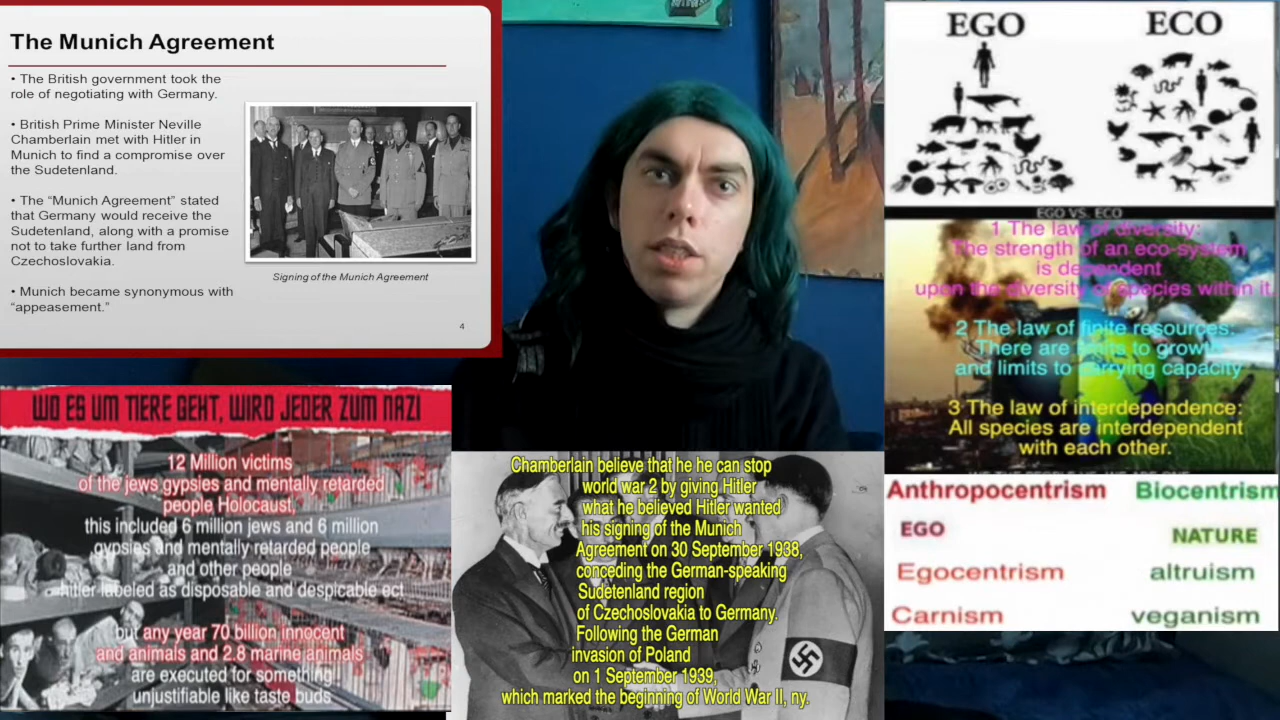 The Munich Agreement
• The British government took the
role of negotiating with Germany.
• British Prime Minister Neville
Chamberlain met with Hitler in
Munich to find a compromise over
the Sudetenland.
• The “Munich Agreement” stated
that Germany would receive the
Sudetenland, along with a promise
not to take further land from
Czechoslovakia.
• Munich became synonymous with
“appeasement.”
Signing of the Munich Agreement
4
EGO
ECO
EGO VS. ECO
1 The law of diversity:
The strength of an eco-system
is dependent
upon the diversity of species within it.
2 The law of finite resources:
There are limits to growth
and limits to carrying capacity
3 The law of interdependence:
All species are interdependent
with each other.
Anthropocentrism
Biocentrism
EGO
NATURE
Egocentrism
altruism
Carnism
veganism
WO ES UM TIERE GEHT, WIRD JEDER ZUM NAZI
12 Million victims
of the jews gypsies and mentally retarded
people Holocaust,
this included 6 million jews and 6 million
gypsies and mentally retarded people
and other people
hitler labeled as disposable and despicable ect
but any year 70 billion innocent
and animals and 2.8 marine animals
are executed for something
unjustifiable like taste buds
Chamberlain believe that he he can stop
world war 2 by giving Hitler
what he believed Hitler wanted
his signing of the Munich
Agreement on 30 September 1938,
conceding the German-speaking
Sudetenland region
of Czechoslovakia to Germany.
Following the German
invasion of Poland
on 1 September 1939,
which marked the beginning of World War II, ny.